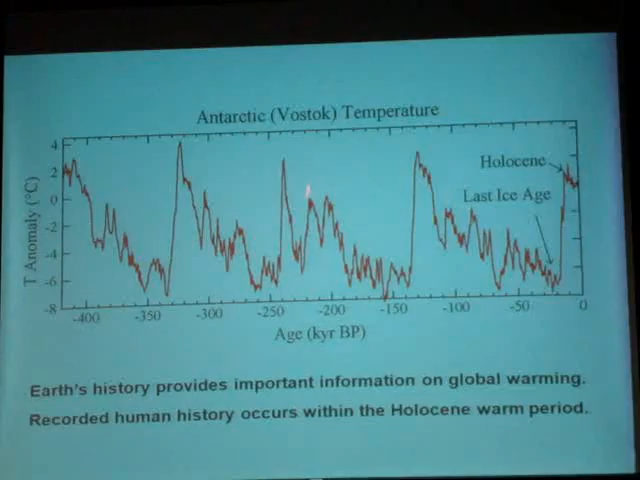 Antarctic (Vostok) Temperature
4
2
0
-2
-4
-6
-8
T Anomaly (°C)
Holocene
Last Ice Age
-400 -350 -300 -250 -200 -150 -100 -50 0
Age (kyr BP)
Earth's history provides important information on global warming.
Recorded human history occurs within the Holocene warm period.